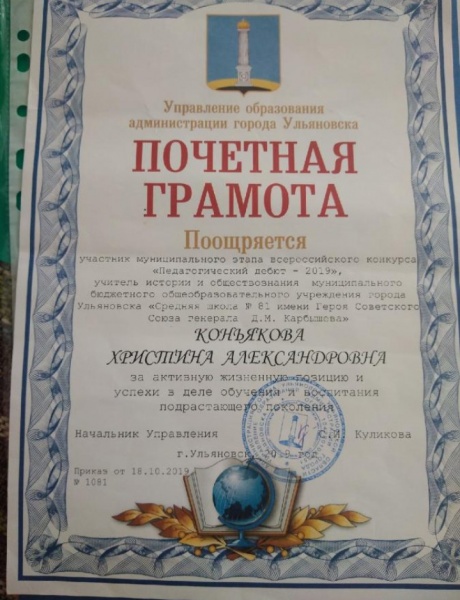 Управление образования
администрации города Ульяновска
ПОЧЕТНАЯ
ГРАМОТА
Поощряется
участник муниципального этапа всероссийского конкурса
«Педагогический дебют - 2019»,
учитель истории и обществознания муниципального
бюджетного общеобразовательного учреждения города
Ульяновска «Средняя школа № 81 имени Героя Советского
Союза генерала Д.М. Карбышева»
КОНЬЯКОВА
ХРИСТИНА АЛЕКСАНДРОВНА
за активную жизненную позицию и
успехи в деле обучения и воспитания
подрастающего поколения
Начальник Управления Куликова
г.Ульяновск, год
Приказ от 18.10.2019
№ 1081